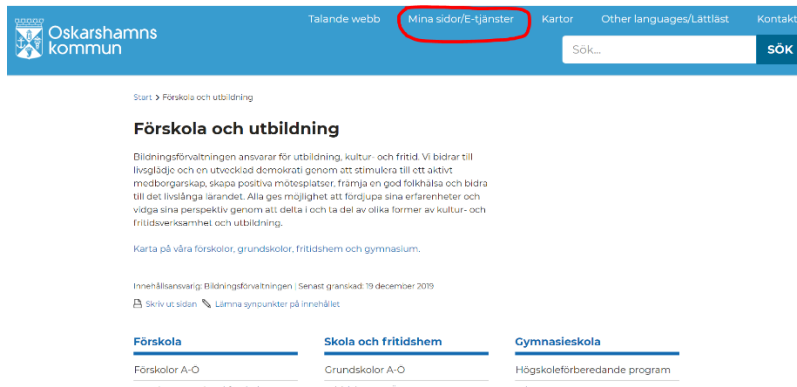 Oskarshamns
kommun
Talande webb Mina sidor/E-tjänster Kartor Other languages/Lättläst Kontakt
Sök... SÖK
Start > Förskola och utbildning
Förskola och utbildning
Bildningsförvaltningen ansvarar för utbildning, kultur- och fritid. Vi bidrar till
livsglädje och en utvecklad demokrati genom att stimulera till ett aktivt
medborgarskap, skapa positiva mötesplatser, främja en god folkhälsa och bidra
till det livslånga lärandet. Alla ges möjlighet att fördjupa sina erfarenheter och
vidga sina perspektiv genom att delta i och ta del av olika former av kultur- och
fritidsverksamhet och utbildning.
Karta på våra förskolor, grundskolor, fritidshem och gymnasium.
Innehållsansvarig: Bildningsförvaltningen | Senast granskad: 19 december 2019
Skriv ut sidan Lämna synpunkter på innehållet
Förskola Skola och fritidshem Gymnasieskola
Förskolor A-O Grundskolor A-O Högskoleförberedande program